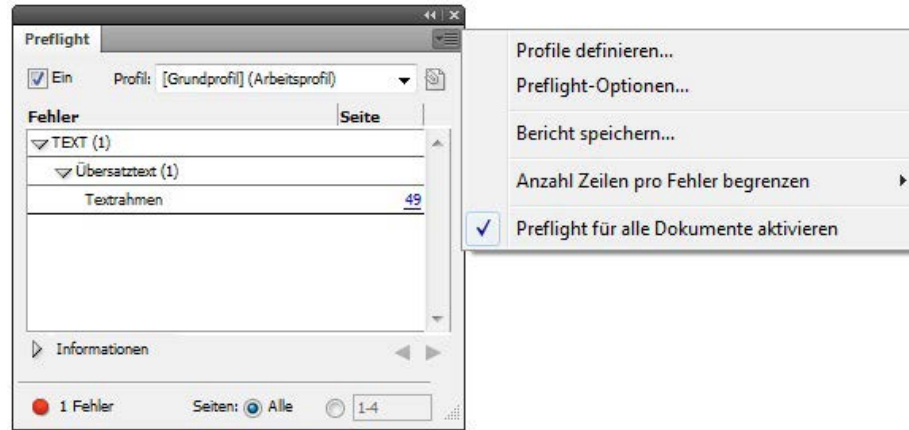 Preflight
Ein Profil: [Grundprofil] (Arbeitsprofil)
Fehler Seite
TEXT (1)
Übersatztext (1)
Textrahmen 49
Informationen
1 Fehler Seiten: Alle 1-4
Profile definieren...
Preflight-Optionen...
Bericht speichern...
Anzahl Zeilen pro Fehler begrenzen
Preflight für alle Dokumente aktivieren